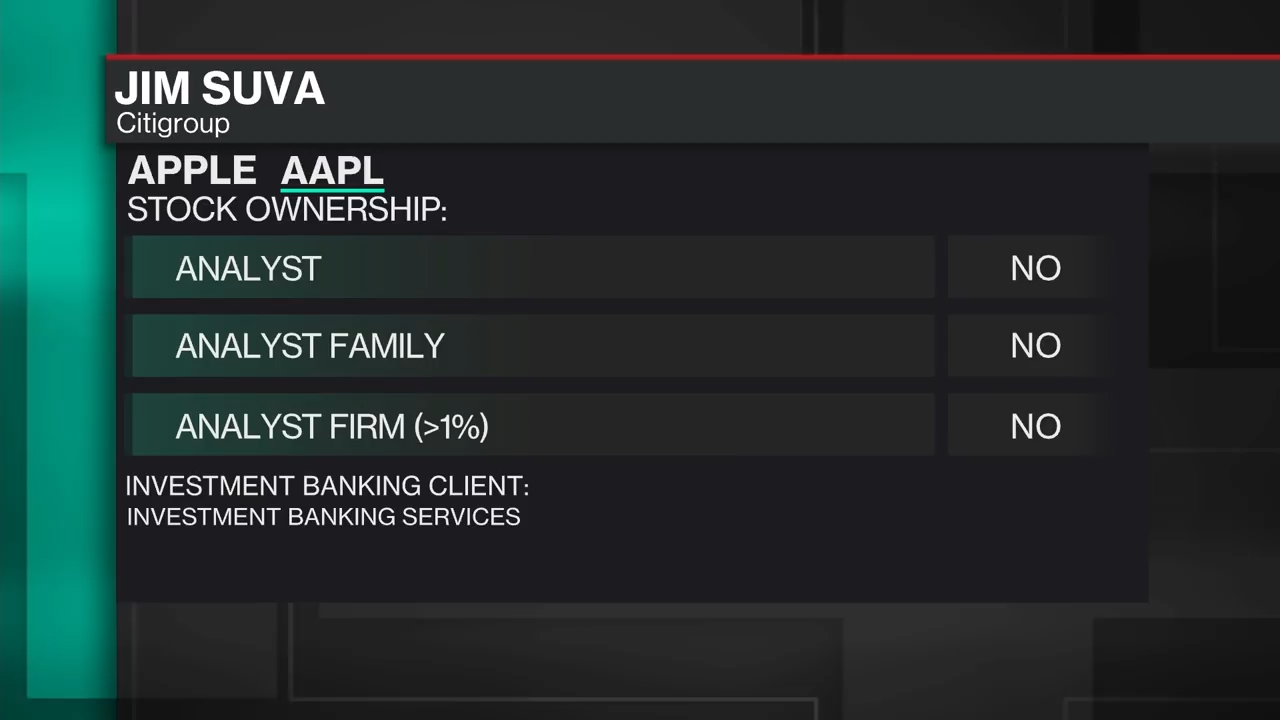 JIM SUVA
Citigroup
APPLE AAPL
STOCK OWNERSHIP:
ANALYST NO
ANALYST FAMILY NO
ANALYST FIRM (>1%) NO
INVESTMENT BANKING CLIENT:
INVESTMENT BANKING SERVICES